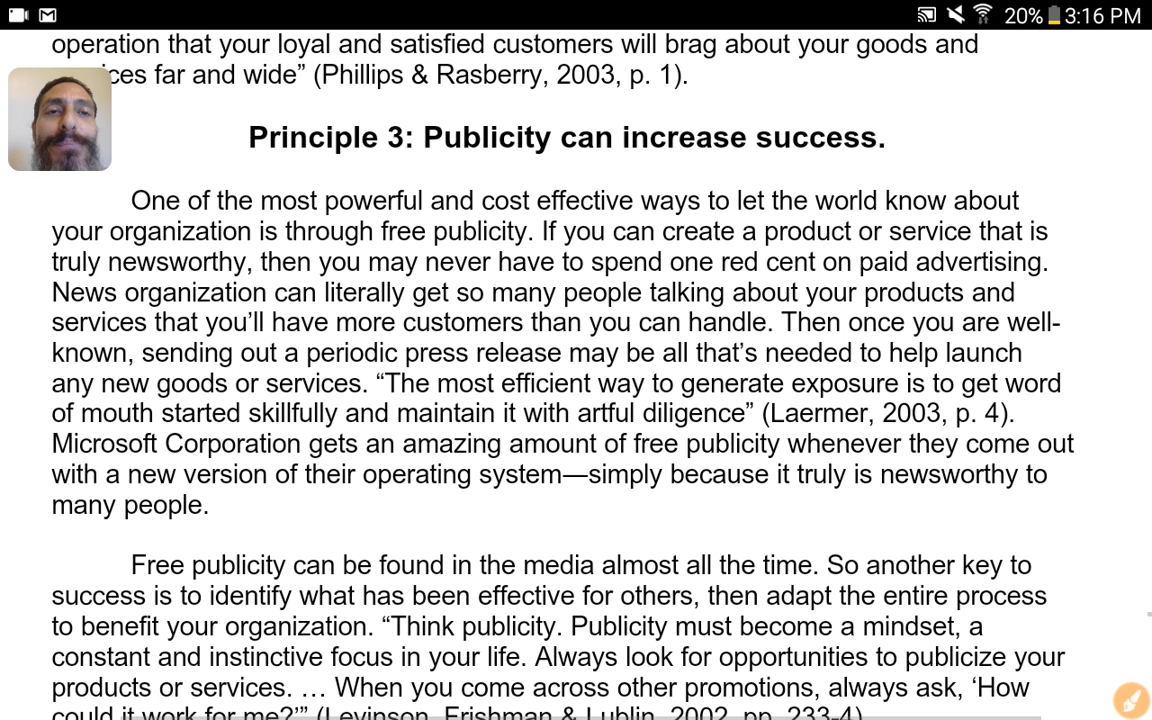 20% 3:16 PM
operation that your loyal and satisfied customers will brag about your goods and
ces far and wide” (Phillips & Rasberry, 2003, p. 1).
Principle 3: Publicity can increase success.
One of the most powerful and cost effective ways to let the world know about
your organization is through free publicity. If you can create a product or service that is
truly newsworthy, then you may never have to spend one red cent on paid advertising.
News organization can literally get so many people talking about your products and
services that you’ll have more customers than you can handle. Then once you are well-
known, sending out a periodic press release may be all that’s needed to help launch
any new goods or services. “The most efficient way to generate exposure is to get word
of mouth started skillfully and maintain it with artful diligence” (Laermer, 2003, p. 4).
Microsoft Corporation gets an amazing amount of free publicity whenever they come out
with a new version of their operating system—simply because it truly is newsworthy to
many people.
Free publicity can be found in the media almost all the time. So another key to
success is to identify what has been effective for others, then adapt the entire process
to benefit your organization. “Think publicity. Publicity must become a mindset, a
constant and instinctive focus in your life. Always look for opportunities to publicize your
products or services. … When you come across other promotions, always ask, ‘How
could it work for me?’” (Levinson, Frishman & Lublin, 2002, pp. 233-4)